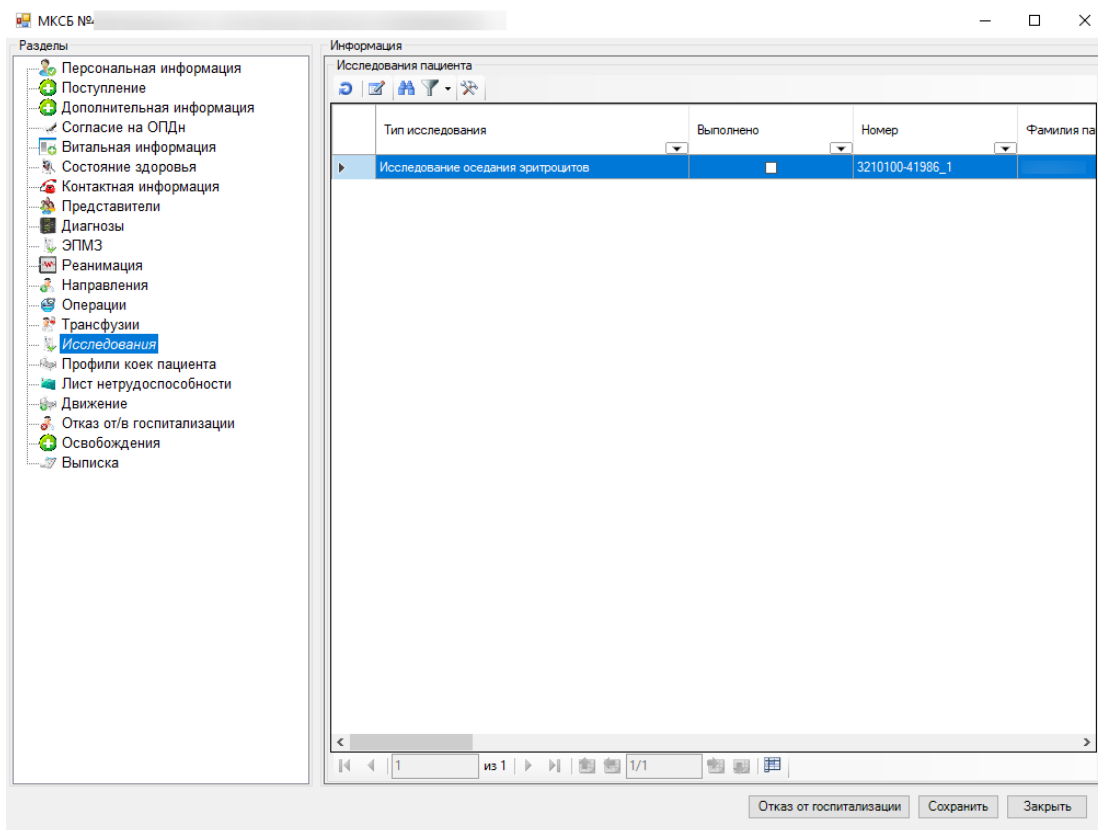 МКСБ №
Разделы
Персональная информация
Поступление
Дополнительная информация
Согласие на ОПДн
Витальная информация
Состояние здоровья
Контактная информация
Представители
Диагнозы
ЭПМЗ
Реанимация
Направления
Операции
Трансфузии
Исследования
Профили коек пациента
Лист нетрудоспособности
Движение
Отказ от/в госпитализации
Освобождения
Выписка
Информация
Исследования пациента
Тип исследования Выполнено Номер Фамилия па
Исследование оседания эритроцитов 3210100-41986_1
1 из 1 1/1
Отказ от госпитализации Сохранить Закрыть